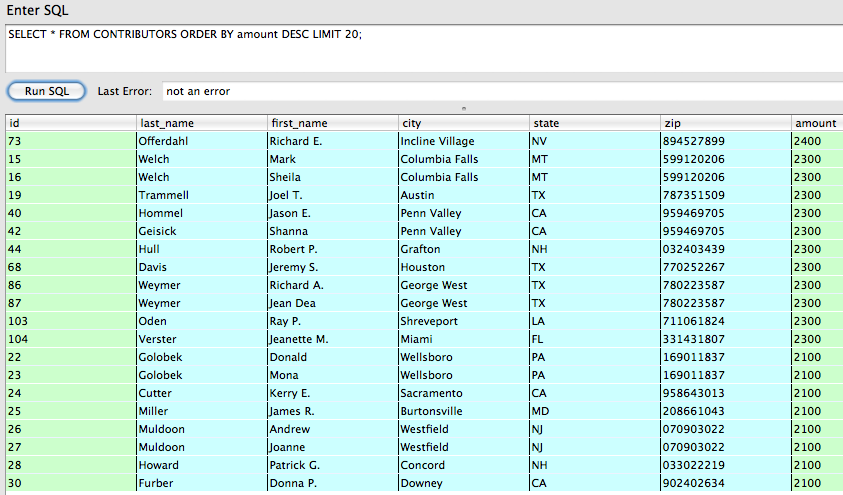 Enter SQL
SELECT * FROM CONTRIBUTORS ORDER BY amount DESC LIMIT 20;
Run SQL Last Error: not an error
id last_name first_name city state zip amount
73 Offerdahl Richard E. Incline Village NV 894527899 2400
15 Welch Mark Columbia Falls MT 599120206 2300
16 Welch Sheila Columbia Falls MT 599120206 2300
19 Trammell Joel T. Austin TX 787351509 2300
40 Hommel Jason E. Penn Valley CA 959469705 2300
42 Geisick Shanna Penn Valley CA 959469705 2300
44 Hull Robert P. Grafton NH 032403439 2300
68 Davis Jeremy S. Houston TX 770252267 2300
86 Weymer Richard A. George West TX 780223587 2300
87 Weymer Jean Dea George West TX 780223587 2300
103 Oden Ray P. Shreveport LA 711061824 2300
104 Verster Jeanette M. Miami FL 331431807 2300
22 Golobek Donald Wellsboro PA 169011837 2100
23 Golobek Mona Wellsboro PA 169011837 2100
24 Cutter Kerry E. Sacramento CA 958643013 2100
25 Miller James R. Burtonsville MD 208661043 2100
26 Muldoon Andrew Westfield NJ 070903022 2100
27 Muldoon Joanne Westfield NJ 070903022 2100
28 Howard Patrick G. Concord NH 033022219 2100
30 Furber Donna P. Downey CA 902402634 2100